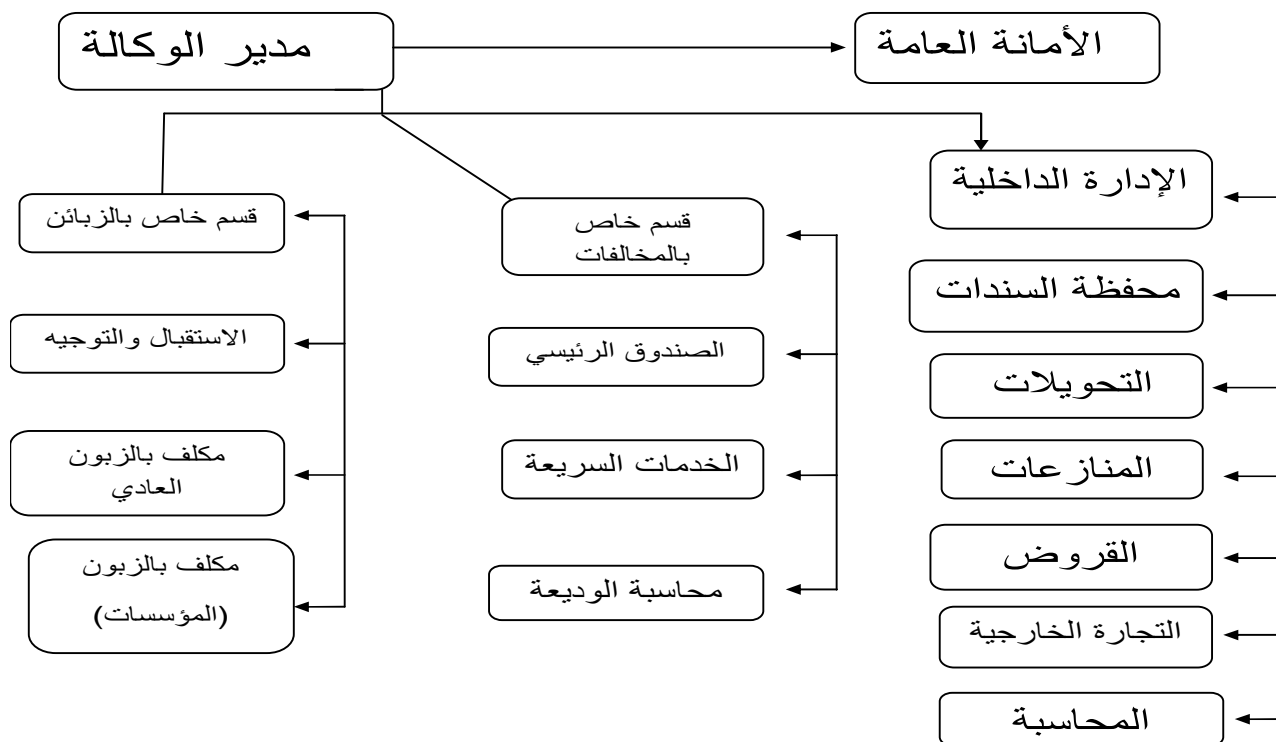 الأمانة العامة
مدير الوكالة
الإدارة الداخلية
محفظة السندات
التحويلات
المنازعات
القروض
التجارة الخارجية
المحاسبة
قسم خاص
بالمخالفات
الصندوق الرئيسي
الخدمات السريعة
محاسبة الوديعة
قسم خاص بالزبائن
الاستقبال والتوجيه
مكلف بالزبون
العادي
مكلف بالزبون
(المؤسسات)